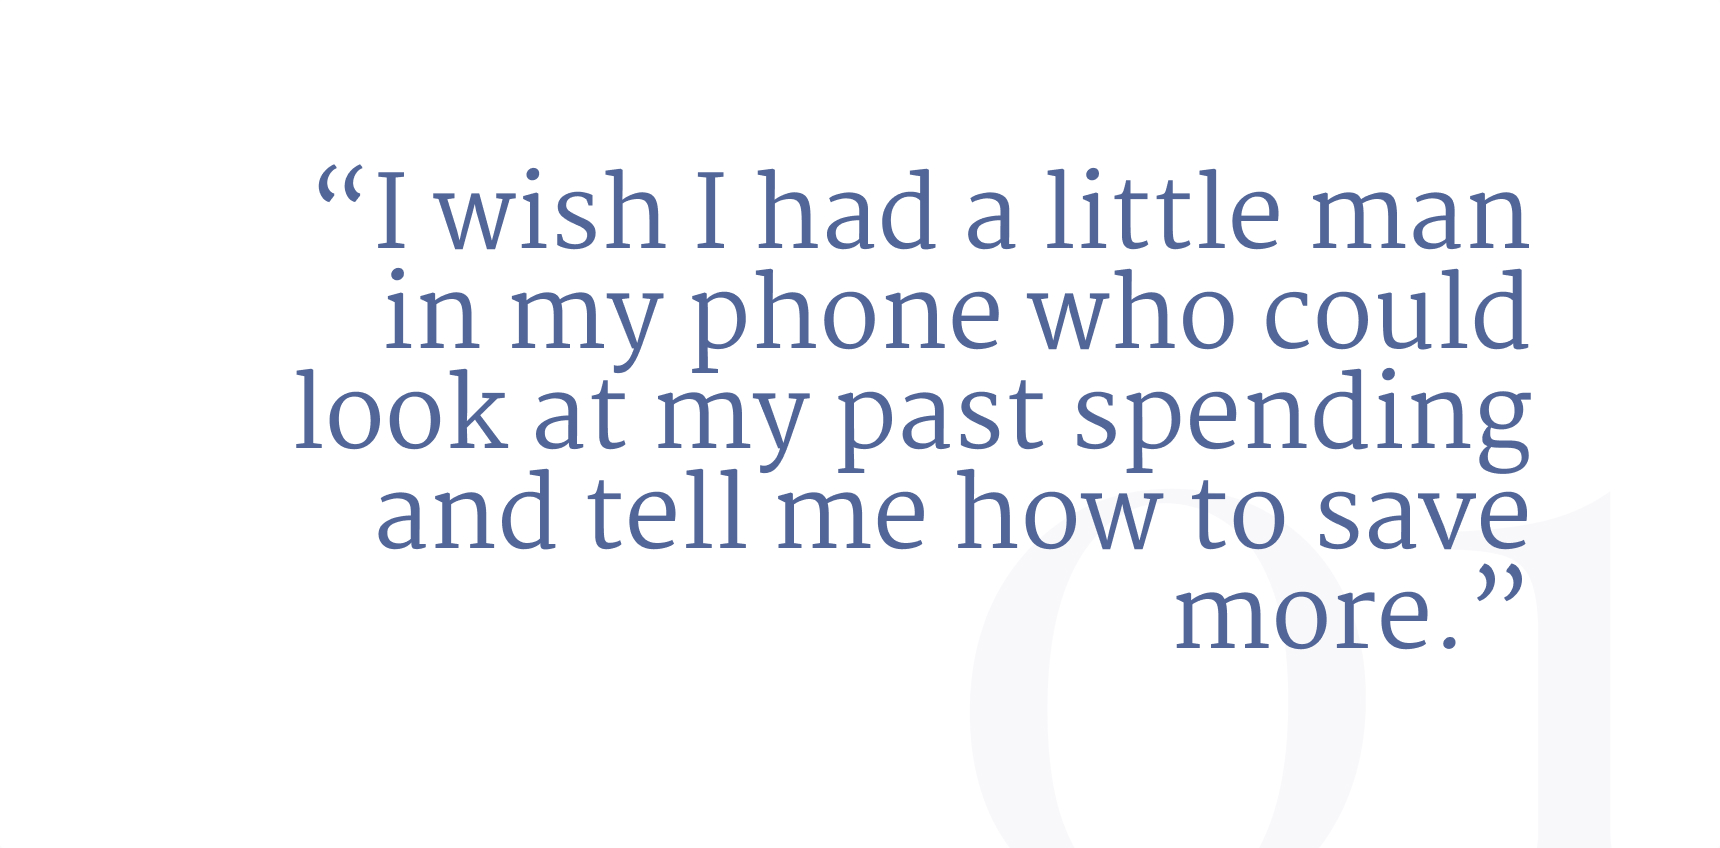 “I wish I had a little man
in my phone who could
look at my past spending
and tell me how to save
more.”
01